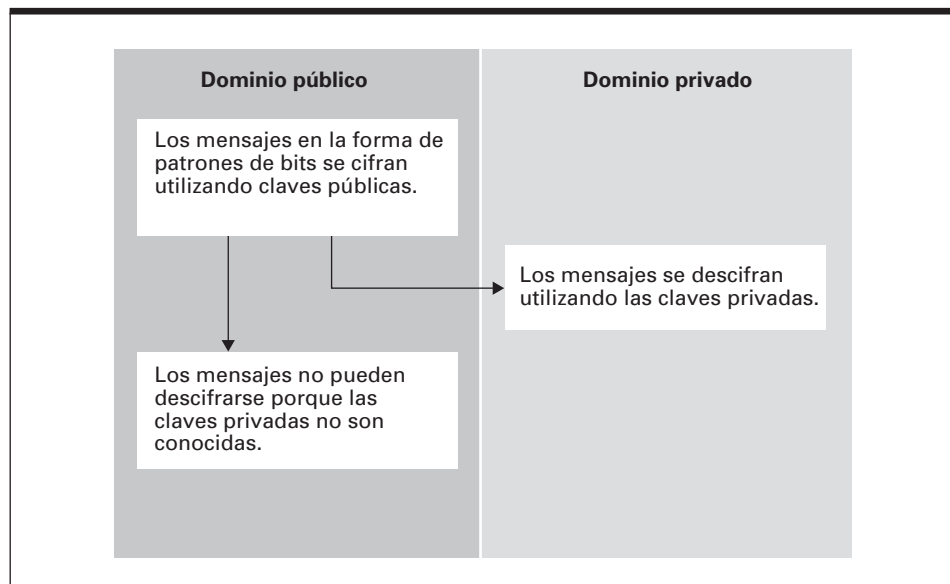 Dominio público
Dominio privado
Los mensajes en la forma de
patrones de bits se cifran
utilizando claves públicas.
Los mensajes se descifran
utilizando las claves privadas.
Los mensajes no pueden
descifrarse porque las
claves privadas no son
conocidas.